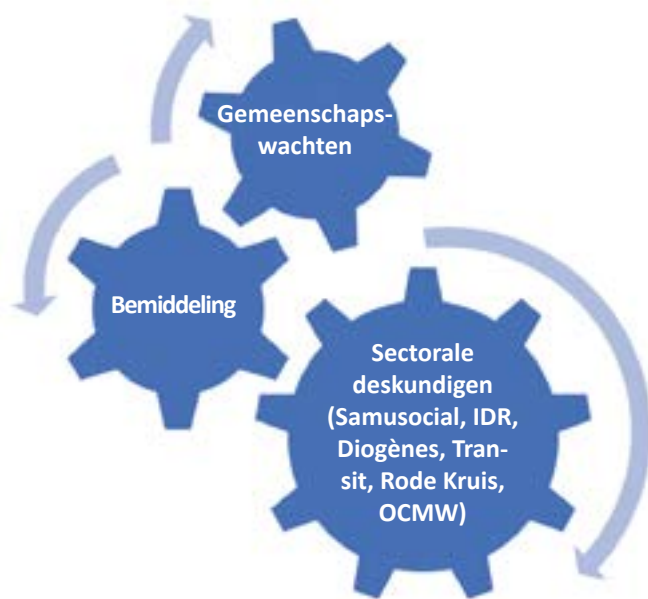 Gemeenschaps-
wachten
Bemiddeling
Sectorale
deskundigen
(Samusocial, IDR,
Diogènes, Tran-
sit, Rode Kruis,
OCMW)